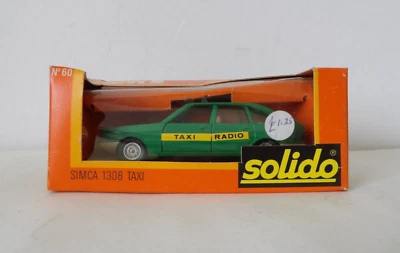 N° 60
TAXI RADIO
£1.25
solido®
SIMCA 1308 TAXI